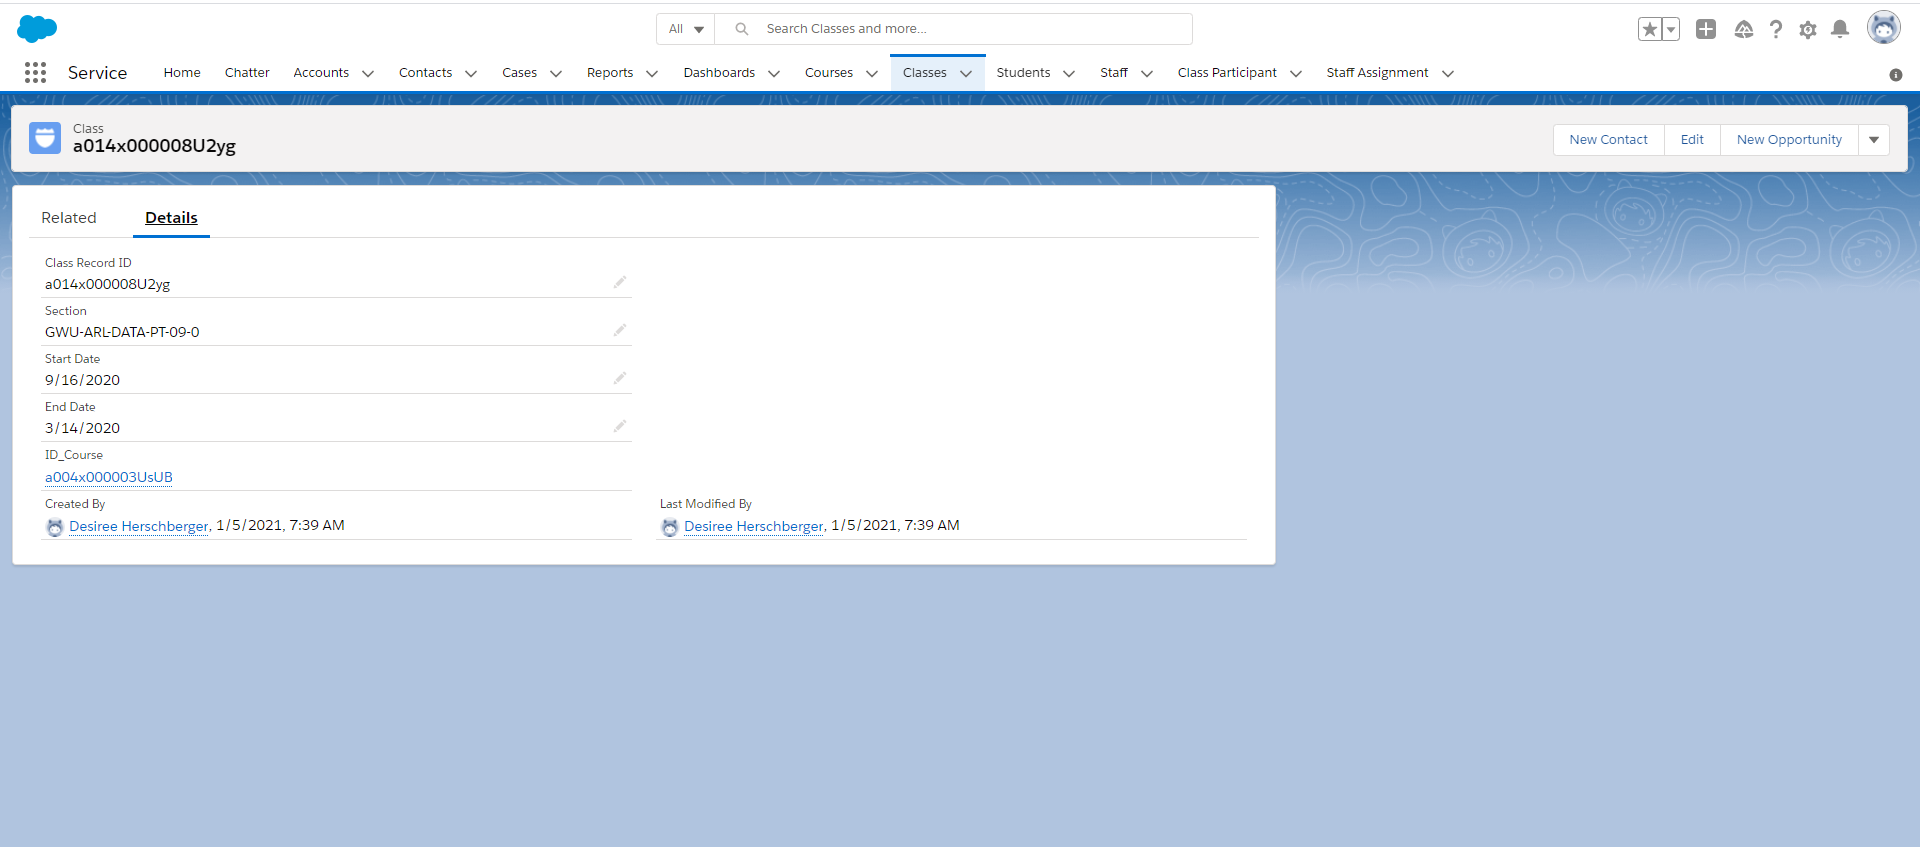 All
Search Classes and more...
Service
Home
Chatter
Accounts
Contacts
Cases
Reports
Dashboards
Courses
Classes
Students
Staff
Class Participant
Staff Assignment
Class
a014x000008U2yg
New Contact
Edit
New Opportunity
Related
Details
Class Record ID
a014x000008U2yg
Section
GWU-ARL-DATA-PT-09-0
Start Date
9/16/2020
End Date
3/14/2020
ID_Course
a004x000003UsUB
Created By
Desiree Herschberger, 1/5/2021, 7:39 AM
Last Modified By
Desiree Herschberger, 1/5/2021, 7:39 AM